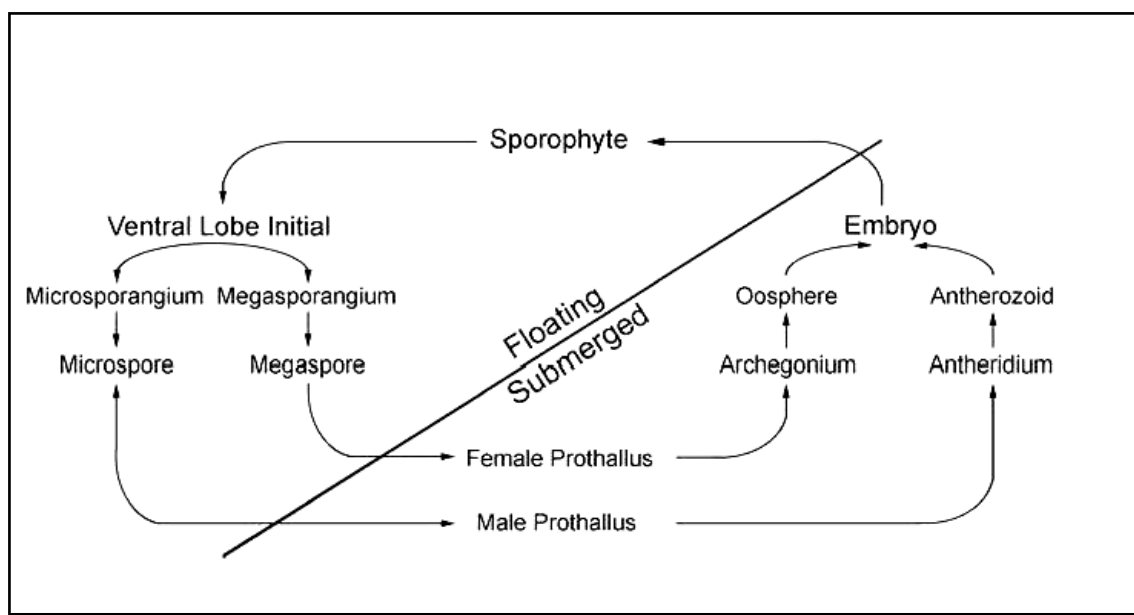 Sporophyte
Ventral Lobe Initial
Embryo
Microsporangium
Megasporangium
Oosphere
Antherozoid
Floating
Submerged
Microspore
Megaspore
Archegonium
Antheridium
Female Prothallus
Male Prothallus